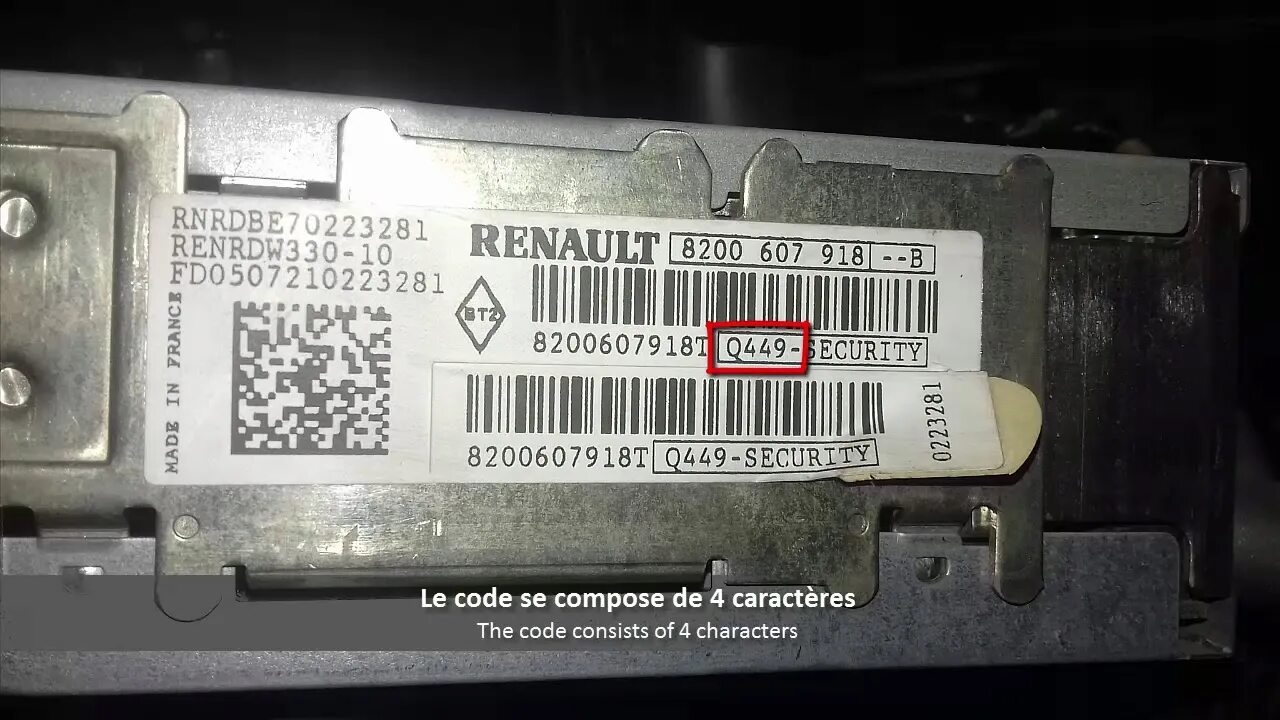 RNRDBE70223281
RENRDW330-10
FD0507210223281
MADE IN FRANCE
RENAULT 8200 607 918 --B
BT2
8200607918T Q449-SECURITY
8200607918T Q449-SECURITY
0223281
Le code se compose de 4 caractères
The code consists of 4 characters